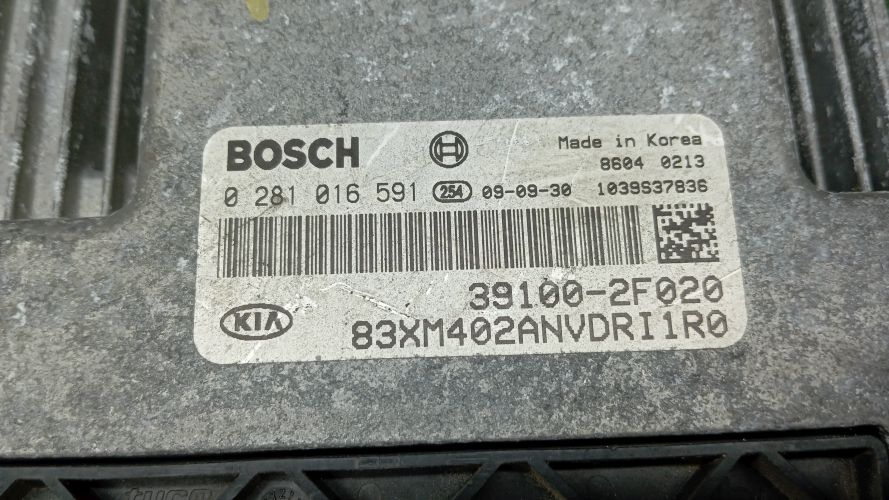 BOSCH
Made in Korea
8604 0213
0 281 016 591 254 09-09-30 1039S37836
39100-2F020
KIA
83XM402ANVDRI1R0